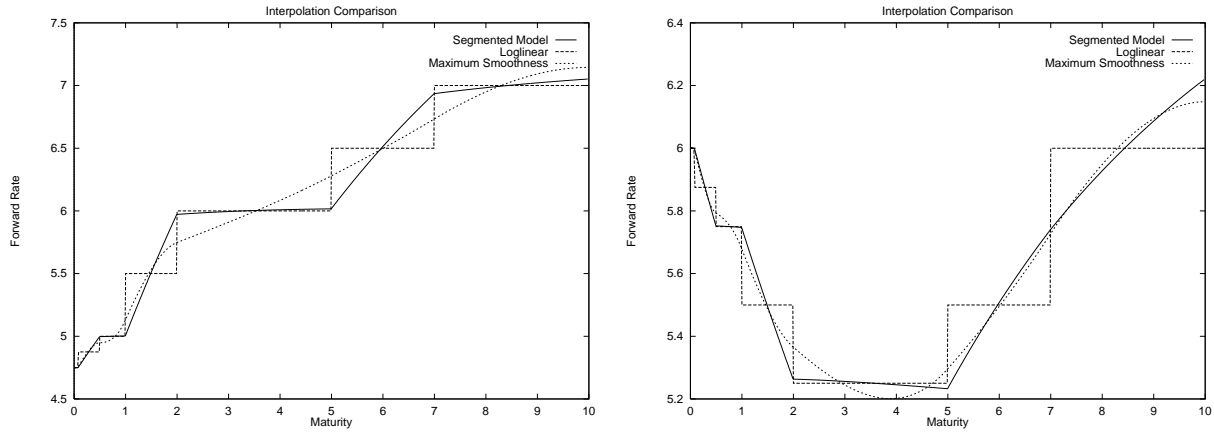 Interpolation Comparison
7.5
7
6.5
6
5.5
5
4.5
Forward Rate
Segmented Model
Loglinear
Maximum Smoothness
0 1 2 3 4 5 6 7 8 9 10
Maturity
Interpolation Comparison
6.4
6.2
6
5.8
5.6
5.4
5.2
Forward Rate
Segmented Model
Loglinear
Maximum Smoothness
0 1 2 3 4 5 6 7 8 9 10
Maturity